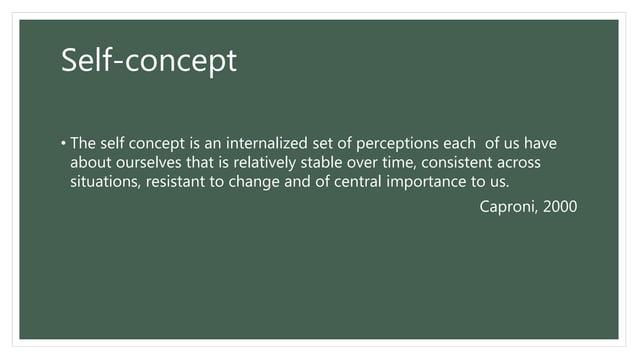 Self-concept
• The self concept is an internalized set of perceptions each  of us have
about ourselves that is relatively stable over time, consistent across
situations, resistant to change and of central importance to us.
Caproni, 2000